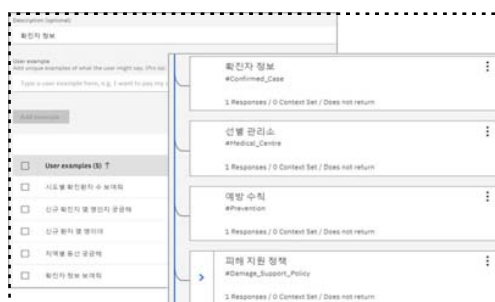 Description (optional)
확진자 정보
User example
Add unique examples of what the user might say. (Pro tip:
Type a user example here, e.g. I want to pay my
Add example
User examples (5) ↑
시도별 확진환자 수 보여줘
신규 확진자 몇 명인지 궁금해
신규 환자 몇 명이야
지역별 동선 궁금해
확진자 정보 보여줘
확진자 정보
#Confirmed_Case
1 Responses / 0 Context Set / Does not return
선별 관리소
#Medical_Centre
1 Responses / 0 Context Set / Does not return
예방 수칙
#Prevention
1 Responses / 0 Context Set / Does not return
피해 지원 정책
#Damage_Support_Policy
1 Responses / 0 Context Set / Does not return